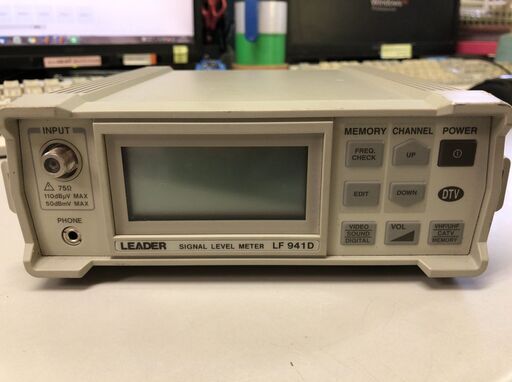 Windows
INPUT
75Ω
110dBμV MAX
50dBmV MAX
PHONE
LEADER SIGNAL LEVEL METER LF 941D
MEMORY CHANNEL POWER
FREQ. CHECK
UP
EDIT
DOWN
DTV
VIDEO
SOUND
DIGITAL
VOL
VHF/UHF
CATV
MEMORY